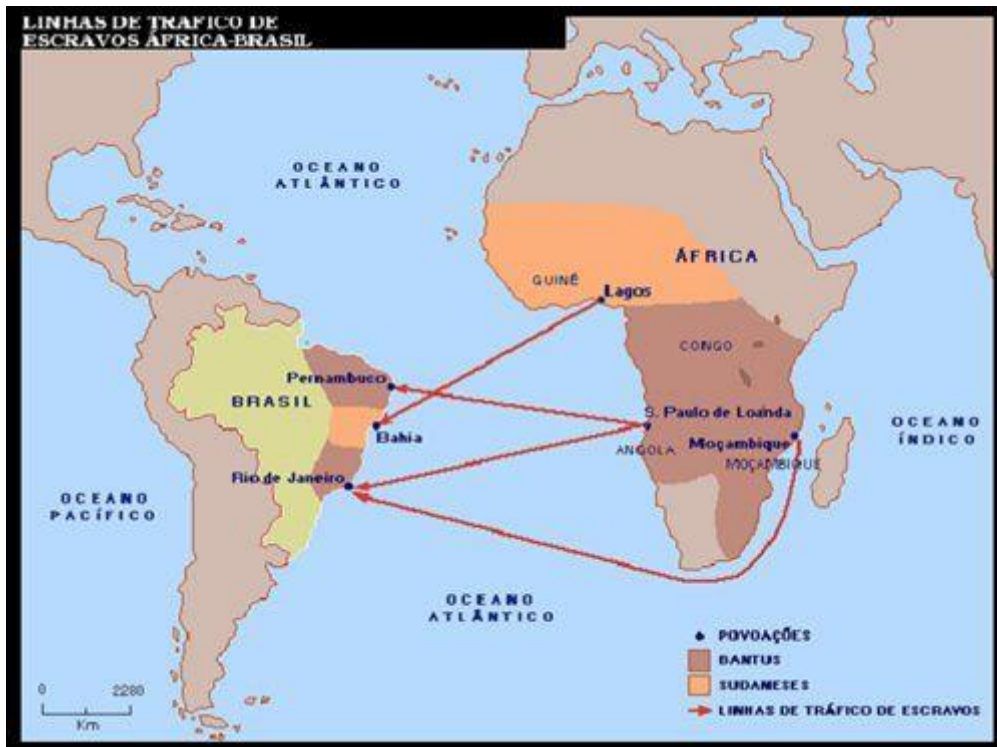 LINHAS DE TRAFICO DE
ESCRAVOS ÁFRICA-BRASIL
OCEANO
ATLÂNTICO
ÁFRICA
GUINÉ
Lagos
CONGO
Pernambuco
BRASIL
S. Paulo de Loanda
Bahia
ANGOLA
Moçambique
MOÇAMBIQUE
OCEANO
ÍNDICO
Rio de Janeiro
OCEANO
PACÍFICO
OCEANO
ATLÂNTICO
POVOAÇÕES
BANTUS
SUDANESES
LINHAS DE TRÁFICO DE ESCRAVOS
0 2280
Km